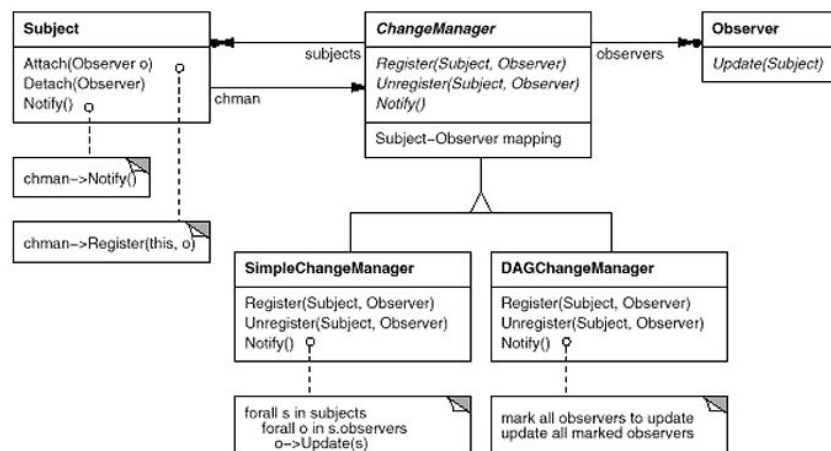 Subject
Attach(Observer o)
Detach(Observer)
Notify()
chman->Notify()
chman->Register(this, o)
subjects
chman
ChangeManager
Register(Subject, Observer)
Unregister(Subject, Observer)
Notify()
Subject-Observer mapping
observers
Observer
Update(Subject)
SimpleChangeManager
Register(Subject, Observer)
Unregister(Subject, Observer)
Notify()
forall s in subjects
forall o in s.observers
o->Update(s)
DAGChangeManager
Register(Subject, Observer)
Unregister(Subject, Observer)
Notify()
mark all observers to update
update all marked observers